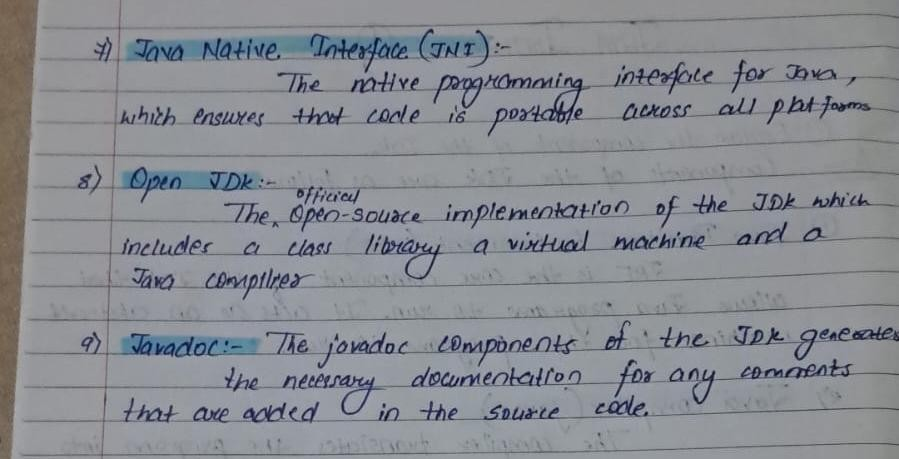 7) Java Native Interface (JNI):-
The native programming interface for Java,
which ensures that code is portable across all platforms
8) Open JDK:-
The official Open-source implementation of the JDK which
includes a class library a virtual machine and a
Java compiler
9) Javadoc:- The javadoc components of the JDK generates
the necessary documentation for any comments
that are added in the source code.